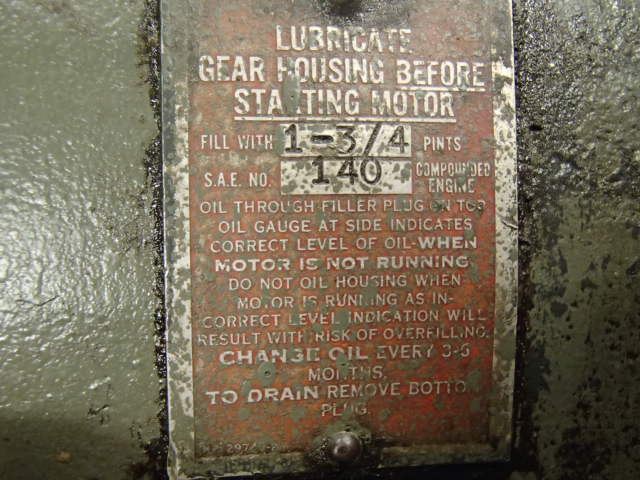 LUBRICATE
GEAR HOUSING BEFORE
STARTING MOTOR
FILL WITH 1-3/4 PINTS
S.A.E. NO. 140 COMPOUNDED ENGINE
OIL THROUGH FILLER PLUG ON TOP
OIL GAUGE AT SIDE INDICATES
CORRECT LEVEL OF OIL-WHEN
MOTOR IS NOT RUNNING
DO NOT OIL HOUSING WHEN
MOTOR IS RUNNING AS IN-
CORRECT LEVEL INDICATION WILL
RESULT WITH RISK OF OVERFILLING.
CHANGE OIL EVERY 3-6
MONTHS.
TO DRAIN REMOVE BOTTOM
PLUG.